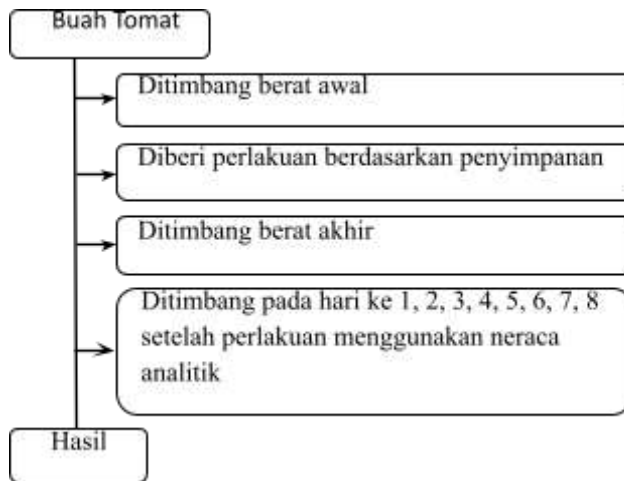 Buah Tomat
Ditimbang berat awal
Diberi perlakuan berdasarkan penyimpanan
Ditimbang berat akhir
Ditimbang pada hari ke 1, 2, 3, 4, 5, 6, 7, 8
setelah perlakuan menggunakan neraca
analitik
Hasil